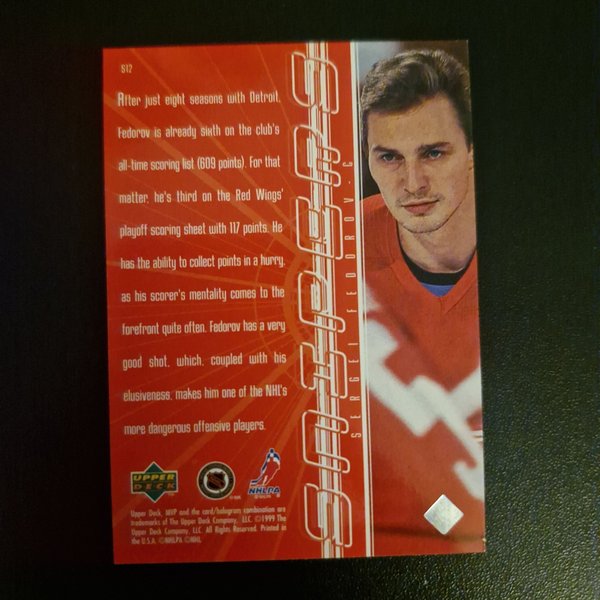 S12
After just eight seasons with Detroit,
Fedorov is already sixth on the club's
all-time scoring list (609 points). For that
matter, he's third on the Red Wings'
playoff scoring sheet with 117 points. He
has the ability to collect points in a hurry,
as his scorer's mentality comes to the
forefront quite often. Fedorov has a very
good shot, which, coupled with his
elusiveness, makes him one of the NHL's
more dangerous offensive players.
SNIPERS
SERGEI FEDOROV • C
UPPER DECK
NHLPA
Upper Deck, MVP and the card/hologram combination are
trademarks of The Upper Deck Company, LLC. ©1999 The
Upper Deck Company, LLC. All Rights Reserved. Printed in
the U.S.A. ©NHLPA ©NHL